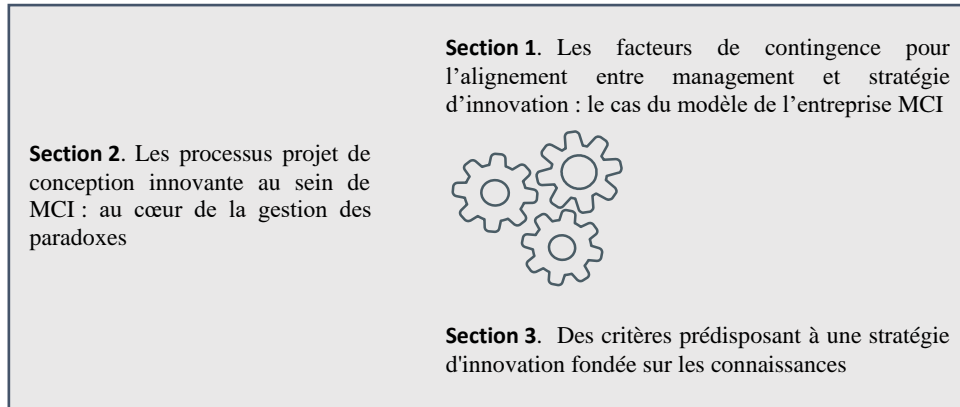 Section 1. Les facteurs de contingence pour
l’alignement entre management et stratégie
d’innovation : le cas du modèle de l’entreprise MCI
Section 2. Les processus projet de
conception innovante au sein de
MCI : au cœur de la gestion des
paradoxes
Section 3. Des critères prédisposant à une stratégie
d'innovation fondée sur les connaissances